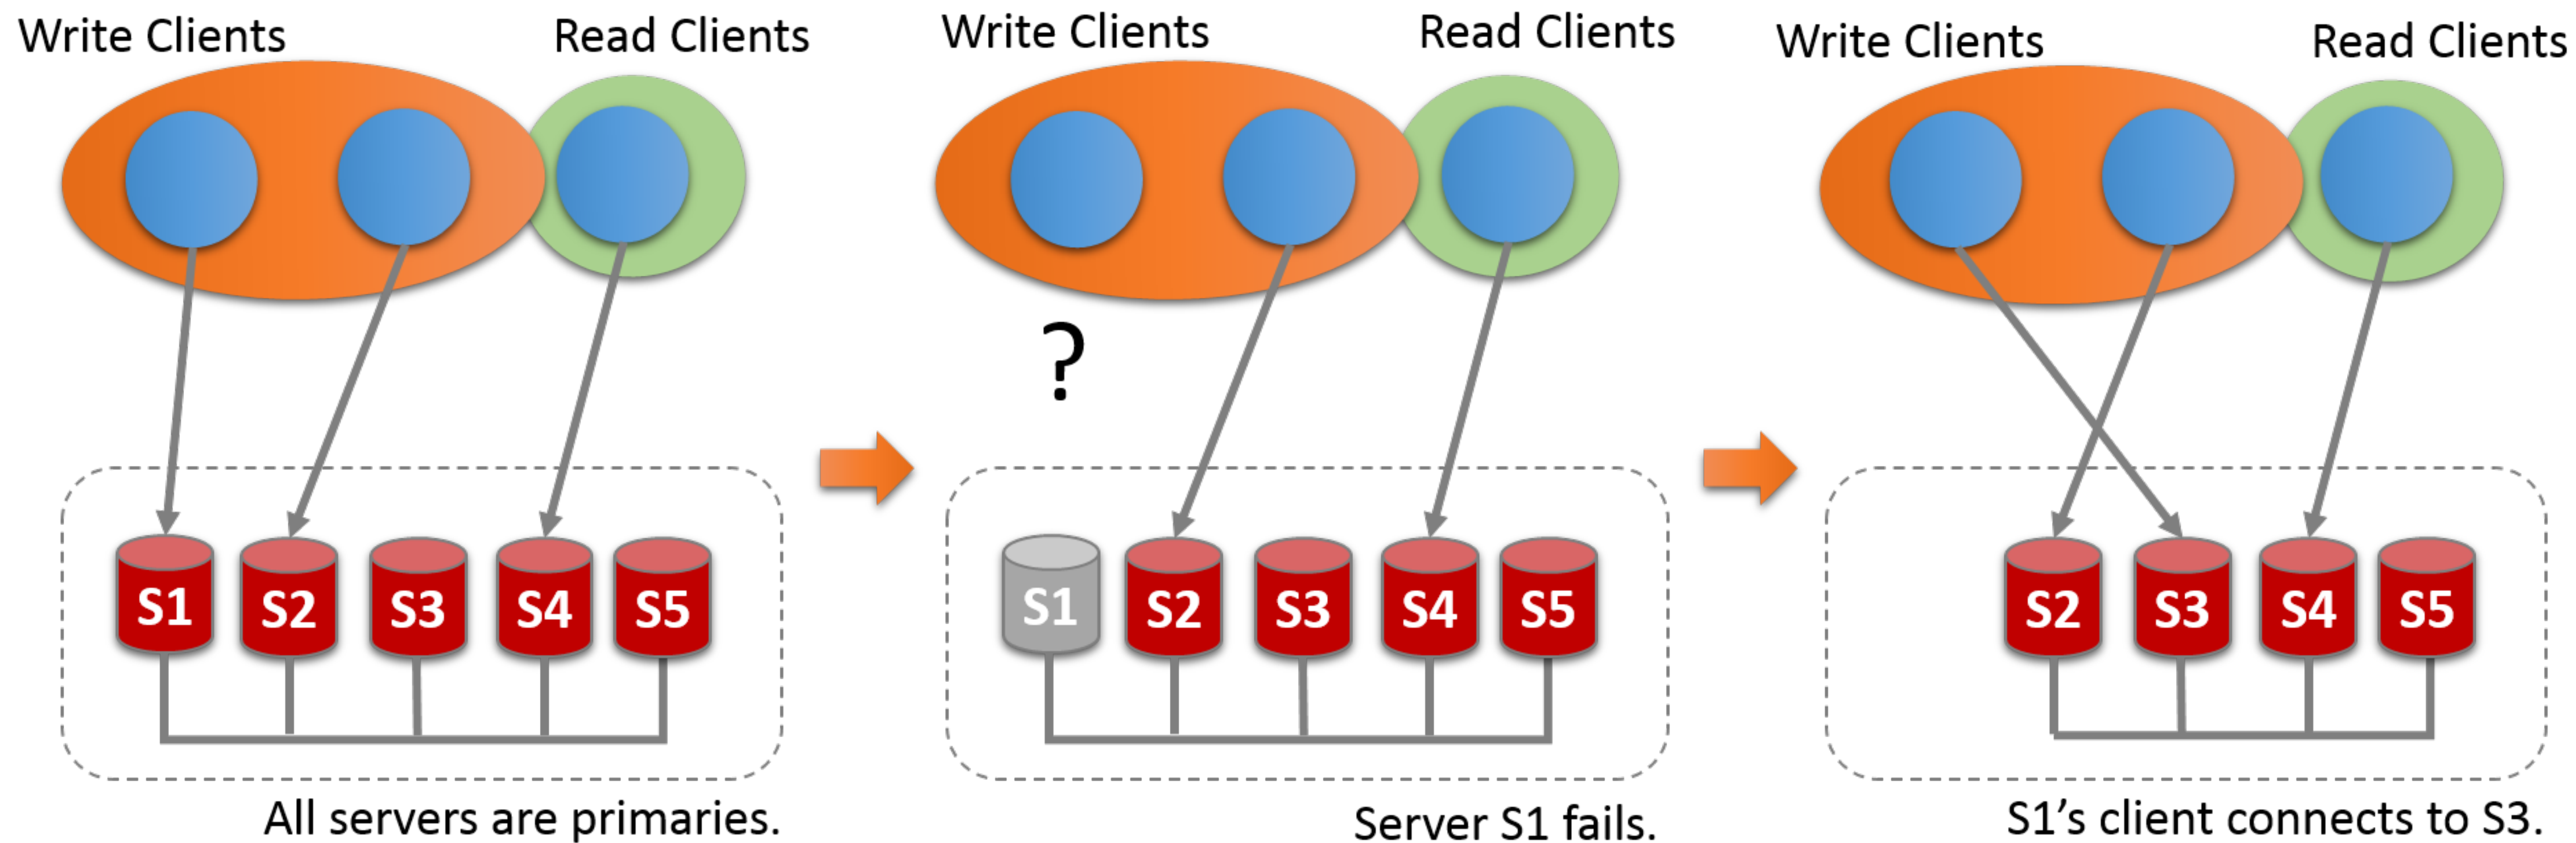 Write Clients
Read Clients
S1
S2
S3
S4
S5
All servers are primaries.
Write Clients
Read Clients
?
S1
S2
S3
S4
S5
Server S1 fails.
Write Clients
Read Clients
S2
S3
S4
S5
S1’s client connects to S3.